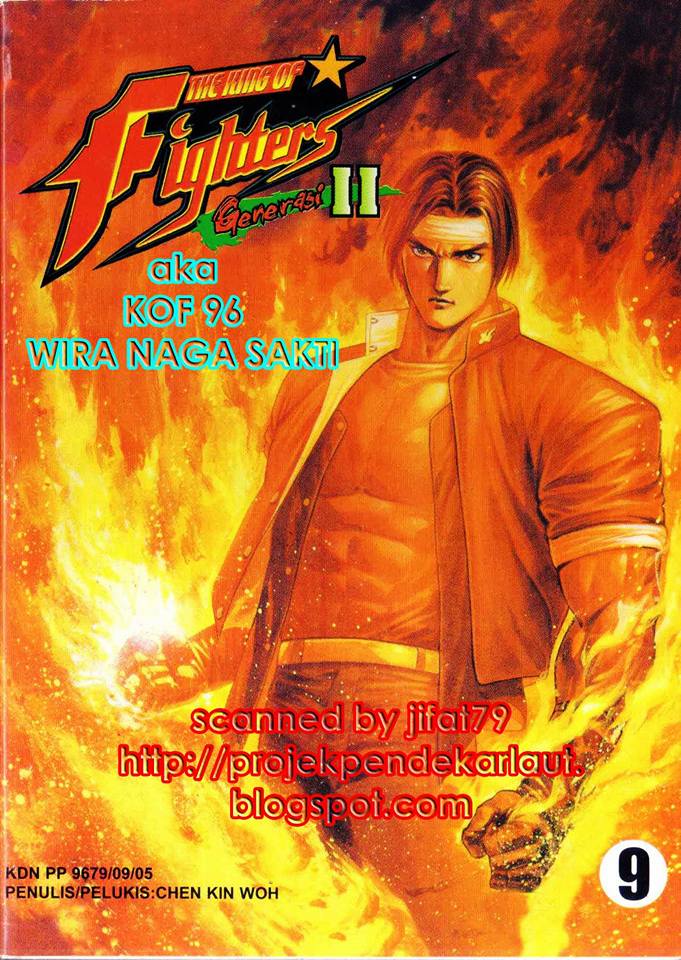 THE KING OF
Fighters
Generasi II
aka
KOF 96
WIRA NAGA SAKTI
scanned by jifat79
http://projekpendekarlaut.
blogspot.com
KDN PP 9679/09/05
PENULIS/PELUKIS:CHEN KIN WOH
9